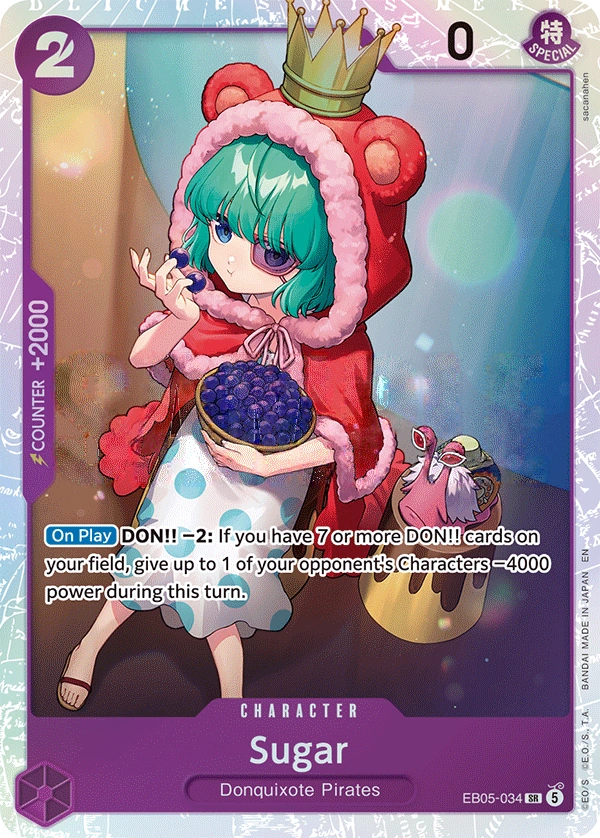 2
0
特
SPECIAL
sacanahen
COUNTER +2000
On Play DON!! −2: If you have 7 or more DON!! cards on
your field, give up to 1 of your opponent's Characters −4000
power during this turn.
CHARACTER
Sugar
Donquixote Pirates
EB05-034 SR 5
©EO/S ©E.O./S., T.A. BANDAI MADE IN JAPAN EN